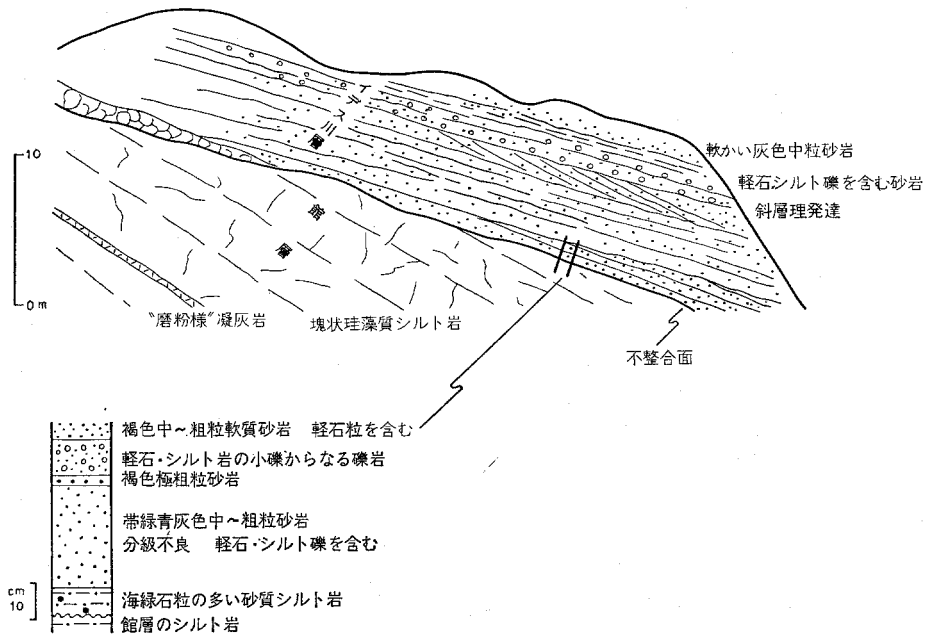 イテス川層
軟かい灰色中粒砂岩
軽石シルト礫を含む砂岩
斜層理発達
館層
10
0m
"磨粉様"凝灰岩
塊状珪藻質シルト岩
不整合面
褐色中~粗粒軟質砂岩 軽石粒を含む
軽石・シルト岩の小礫からなる礫岩
褐色極粗粒砂岩
帯緑青灰色中~粗粒砂岩
分級不良 軽石・シルト礫を含む
cm
10
海緑石粒の多い砂質シルト岩
館層のシルト岩